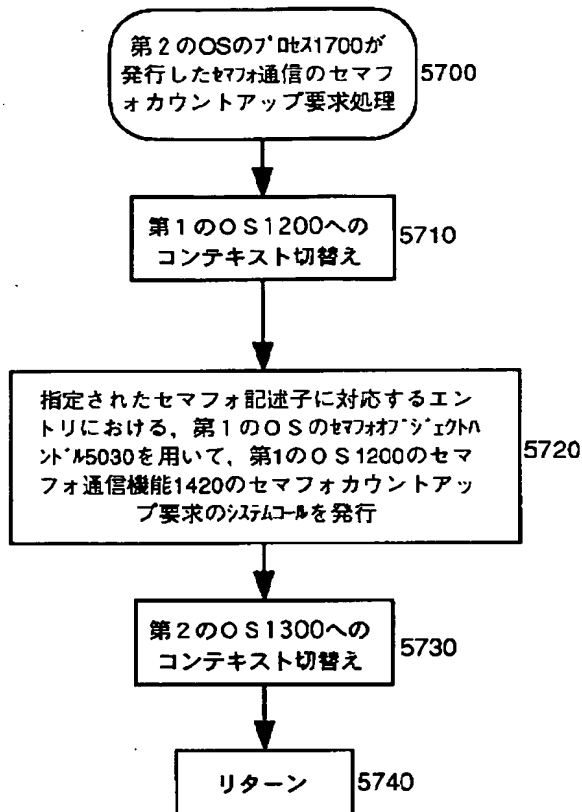 第2のOSのﾌﾟﾛｾｽ1700が
発行したｾﾏﾌｫ通信のセマフ
ォカウントアップ要求処理
5700
第1のOS1200への
コンテキスト切替え
5710
指定されたセマフォ記述子に対応するエン
トリにおける，第1のOSのｾﾏﾌｫｵﾌﾞｼﾞｪｸﾄﾊ
ﾝﾄﾞﾙ5030を用いて，第1のOS1200のセマ
フォ通信機能1420のセマフォカウントアッ
プ要求のｼｽﾃﾑｺｰﾙを発行
5720
第2のOS1300への
コンテキスト切替え
5730
リターン
5740